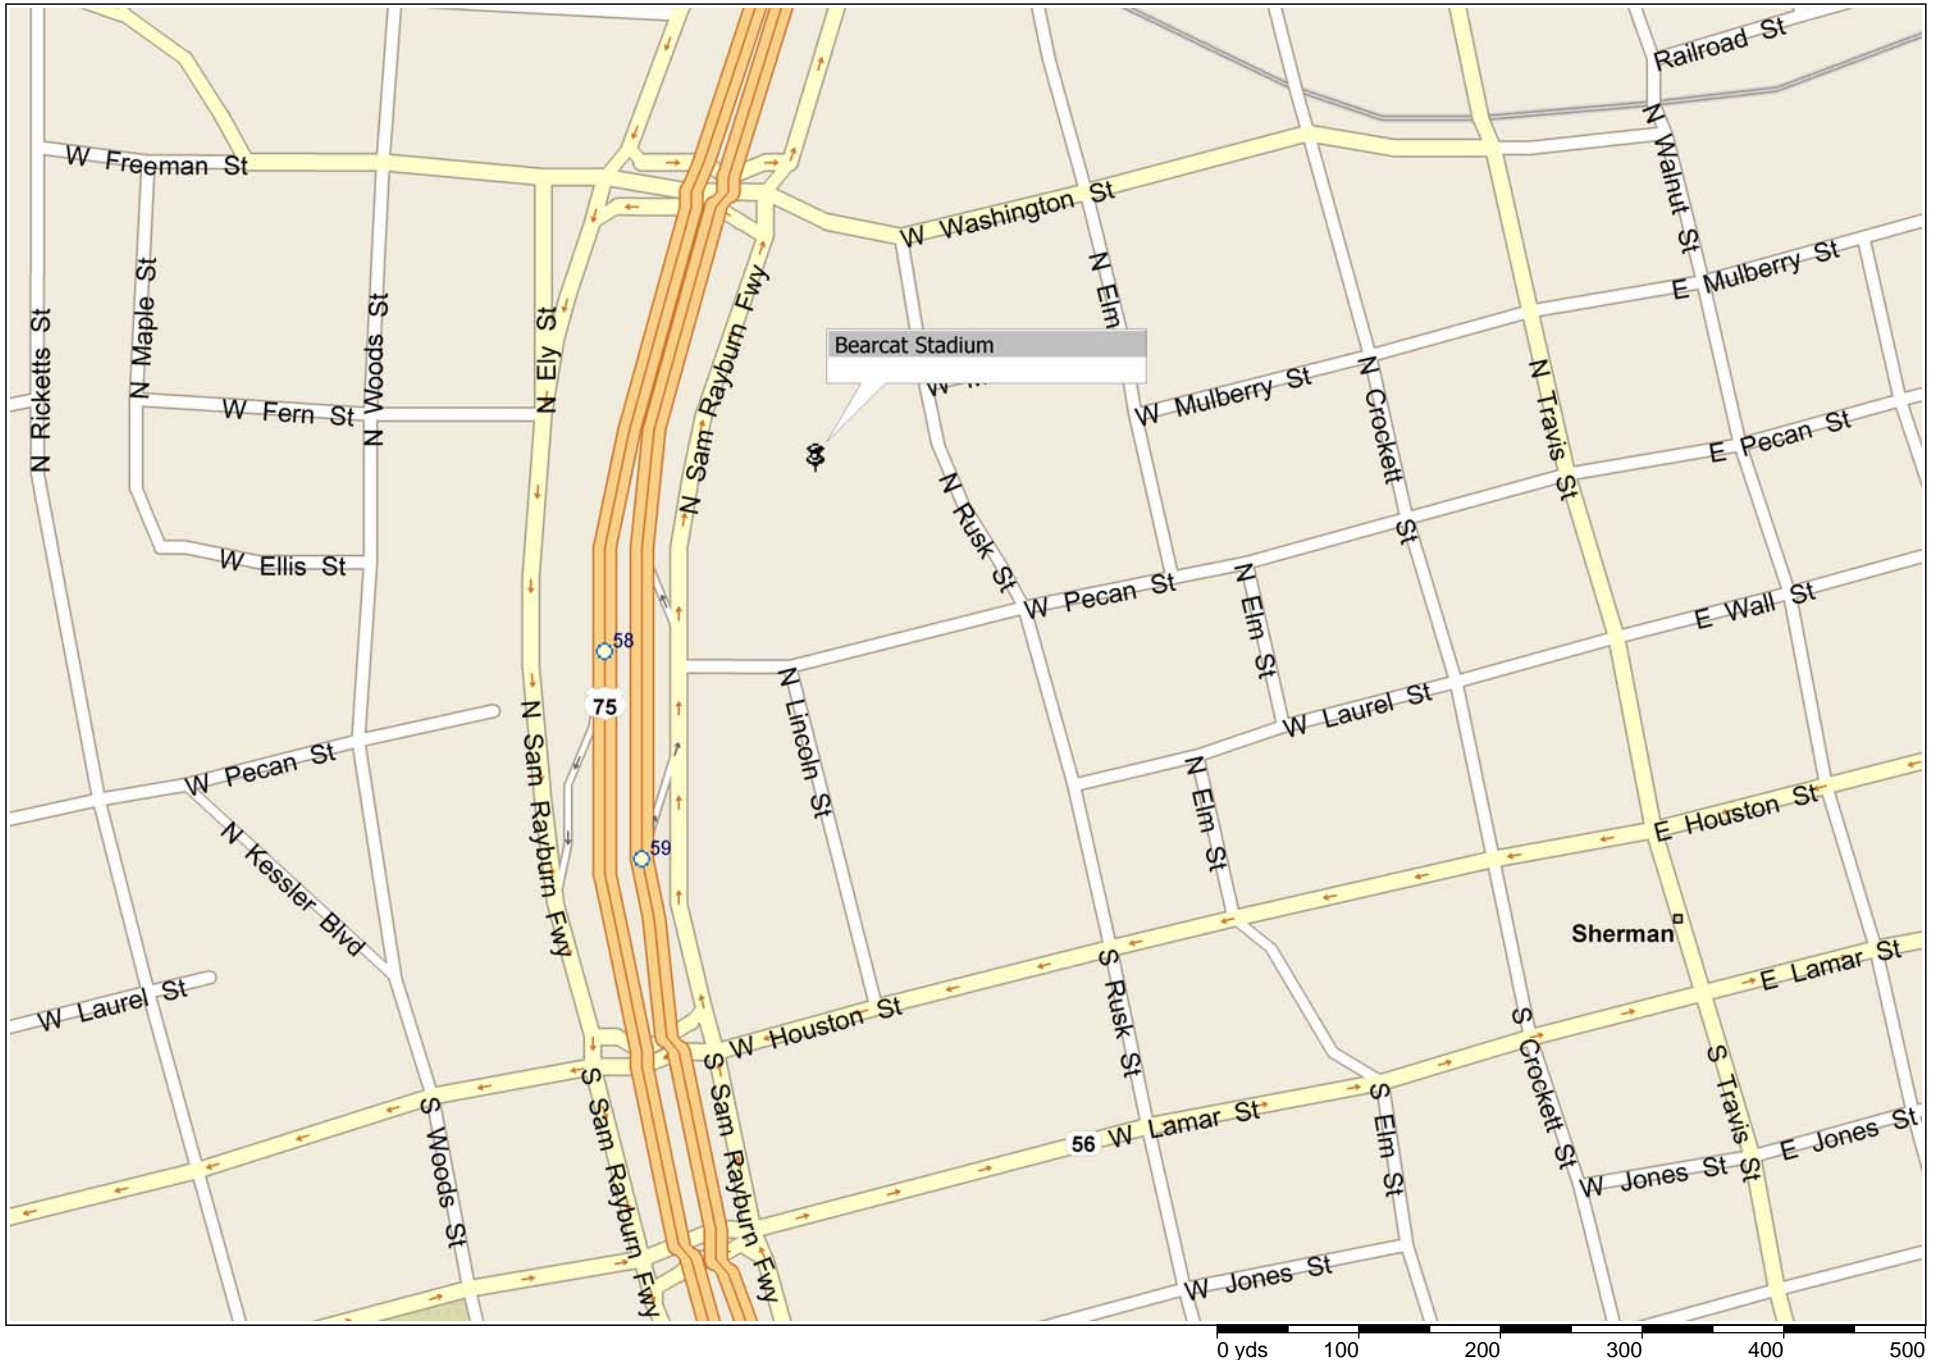 Railroad St
N Walnut St
W Freeman St
W Washington St
E Mulberry St
N Elm
N Maple St
N Woods St
N Ely St
N Ricketts St
N Sam Rayburn Fwy
Bearcat Stadium
W Fern St
W Mulberry St
N Crockett St
N Travis St
E Pecan St
N Rusk St
W Ellis St
W Pecan St
N Elm St
E Wall St
58
75
N Lincoln St
W Laurel St
N Sam Rayburn Fwy
W Pecan St
N Elm St
E Houston St
N Kessler Blvd
59
Sherman
W Laurel St
S Rusk St
E Lamar St
W Houston St
S Crockett St
S Sam Rayburn Fwy
S Sam Rayburn Fwy
S Woods St
56
W Lamar St
S Elm St
S Travis St
E Jones St
W Jones St
W Jones St
0 yds 100 200 300 400 500